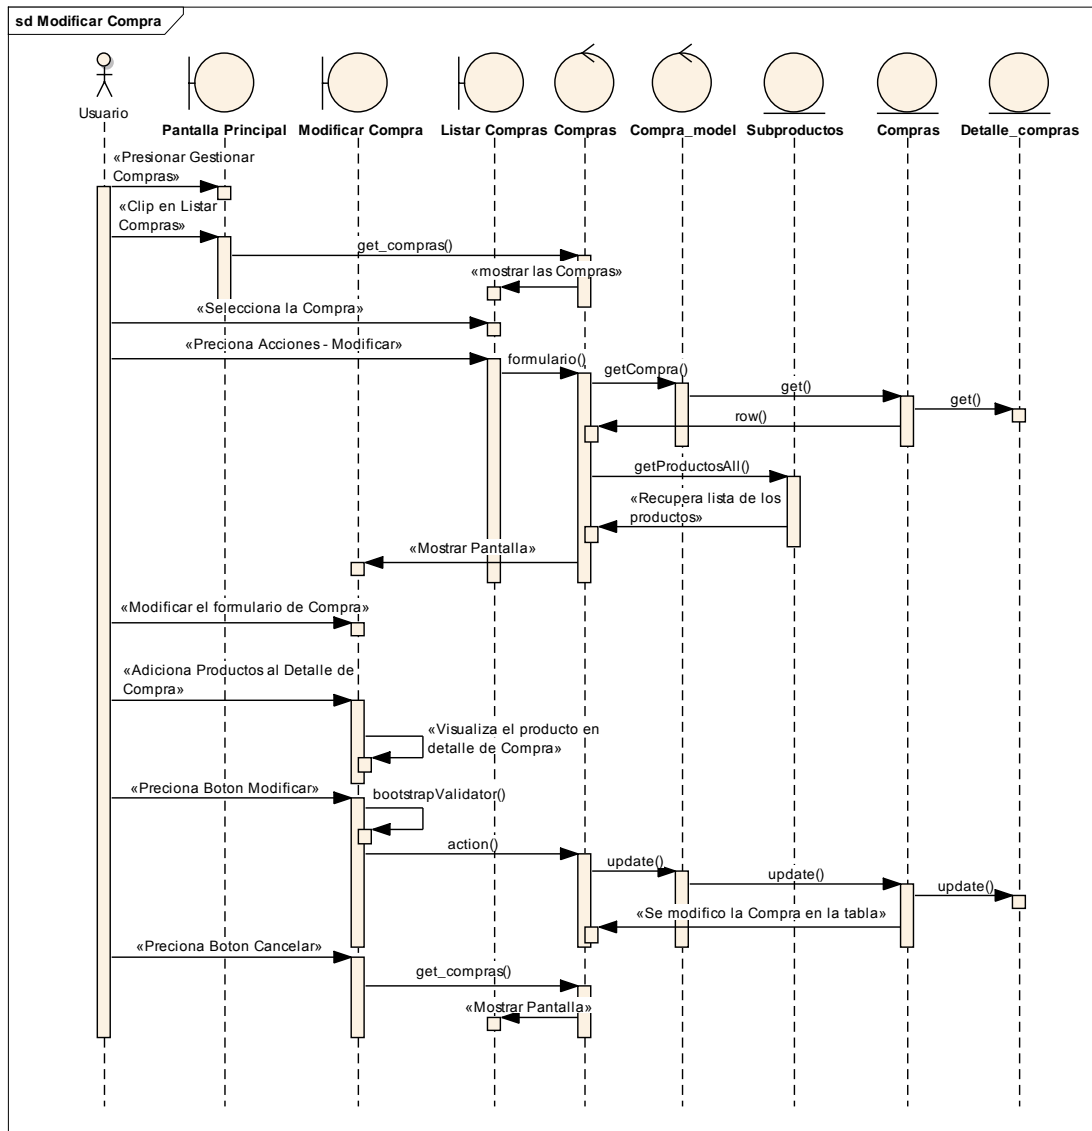 sd Modificar Compra
Usuario
Pantalla Principal
Modificar Compra
Listar Compras
Compras
Compra_model
Subproductos
Compras
Detalle_compras
«Presionar Gestionar
Compras»
«Clip en Listar
Compras»
get_compras()
«mostrar las Compras»
«Selecciona la Compra»
«Preciona Acciones - Modificar»
formulario()
getCompra()
get()
get()
row()
getProductosAll()
«Recupera lista de los
productos»
«Mostrar Pantalla»
«Modificar el formulario de Compra»
«Adiciona Productos al Detalle de
Compra»
«Visualiza el producto en
detalle de Compra»
«Preciona Boton Modificar»
bootstrapValidator()
action()
update()
update()
update()
«Se modifico la Compra en la tabla»
«Preciona Boton Cancelar»
get_compras()
«Mostrar Pantalla»